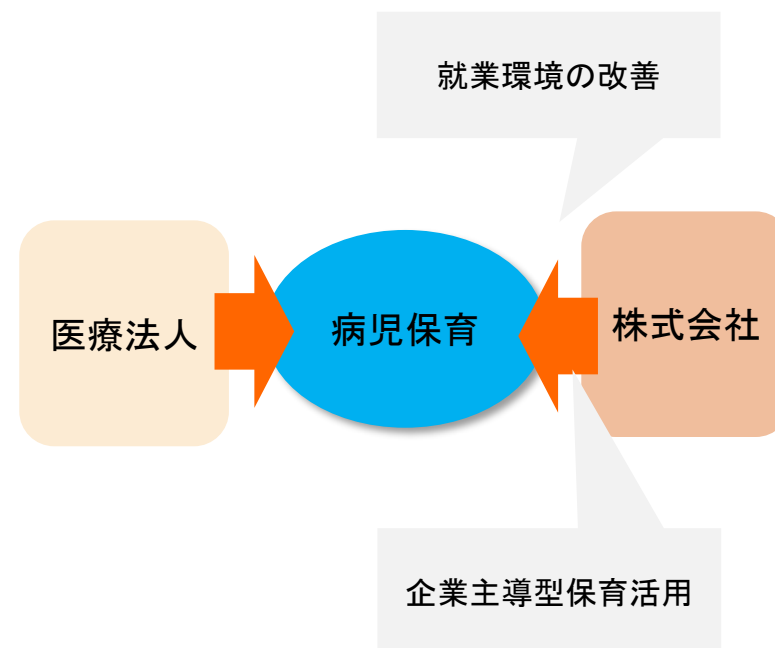 就業環境の改善
医療法人
病児保育
株式会社
企業主導型保育活用